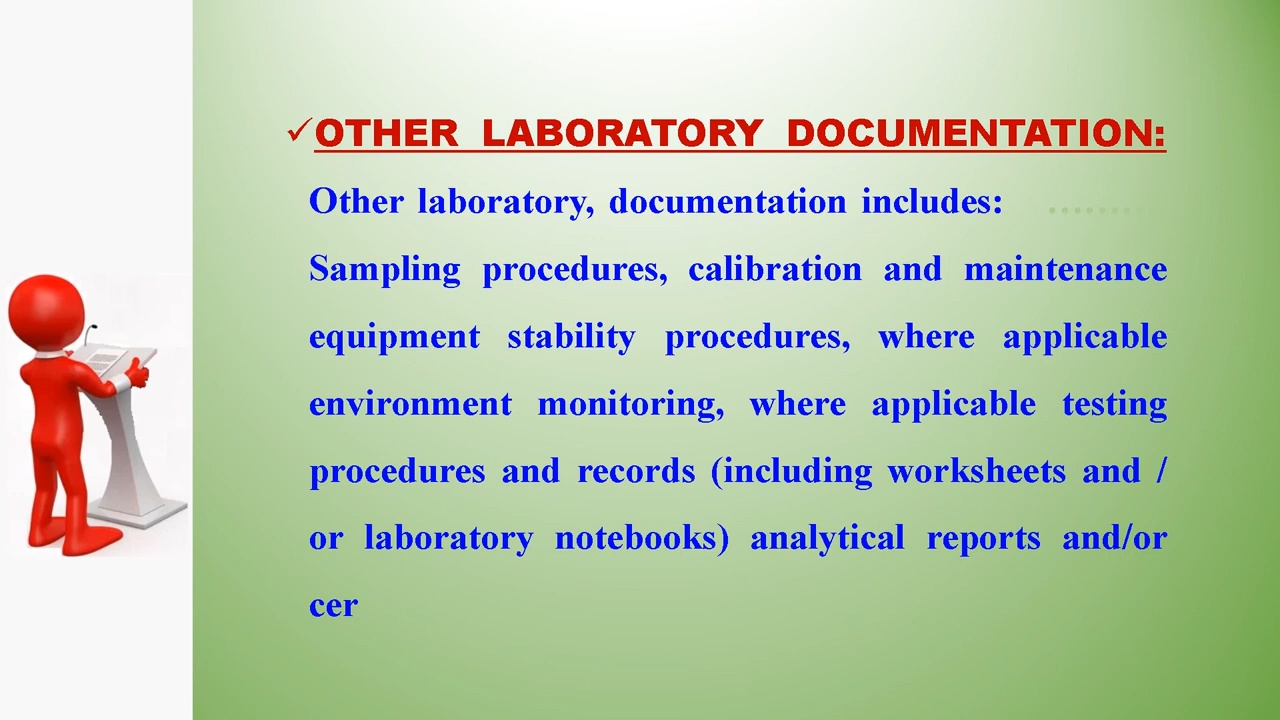 ✓OTHER LABORATORY DOCUMENTATION:
Other laboratory, documentation includes:
Sampling procedures, calibration and maintenance
equipment stability procedures, where applicable
environment monitoring, where applicable testing
procedures and records (including worksheets and /
or laboratory notebooks) analytical reports and/or
cer